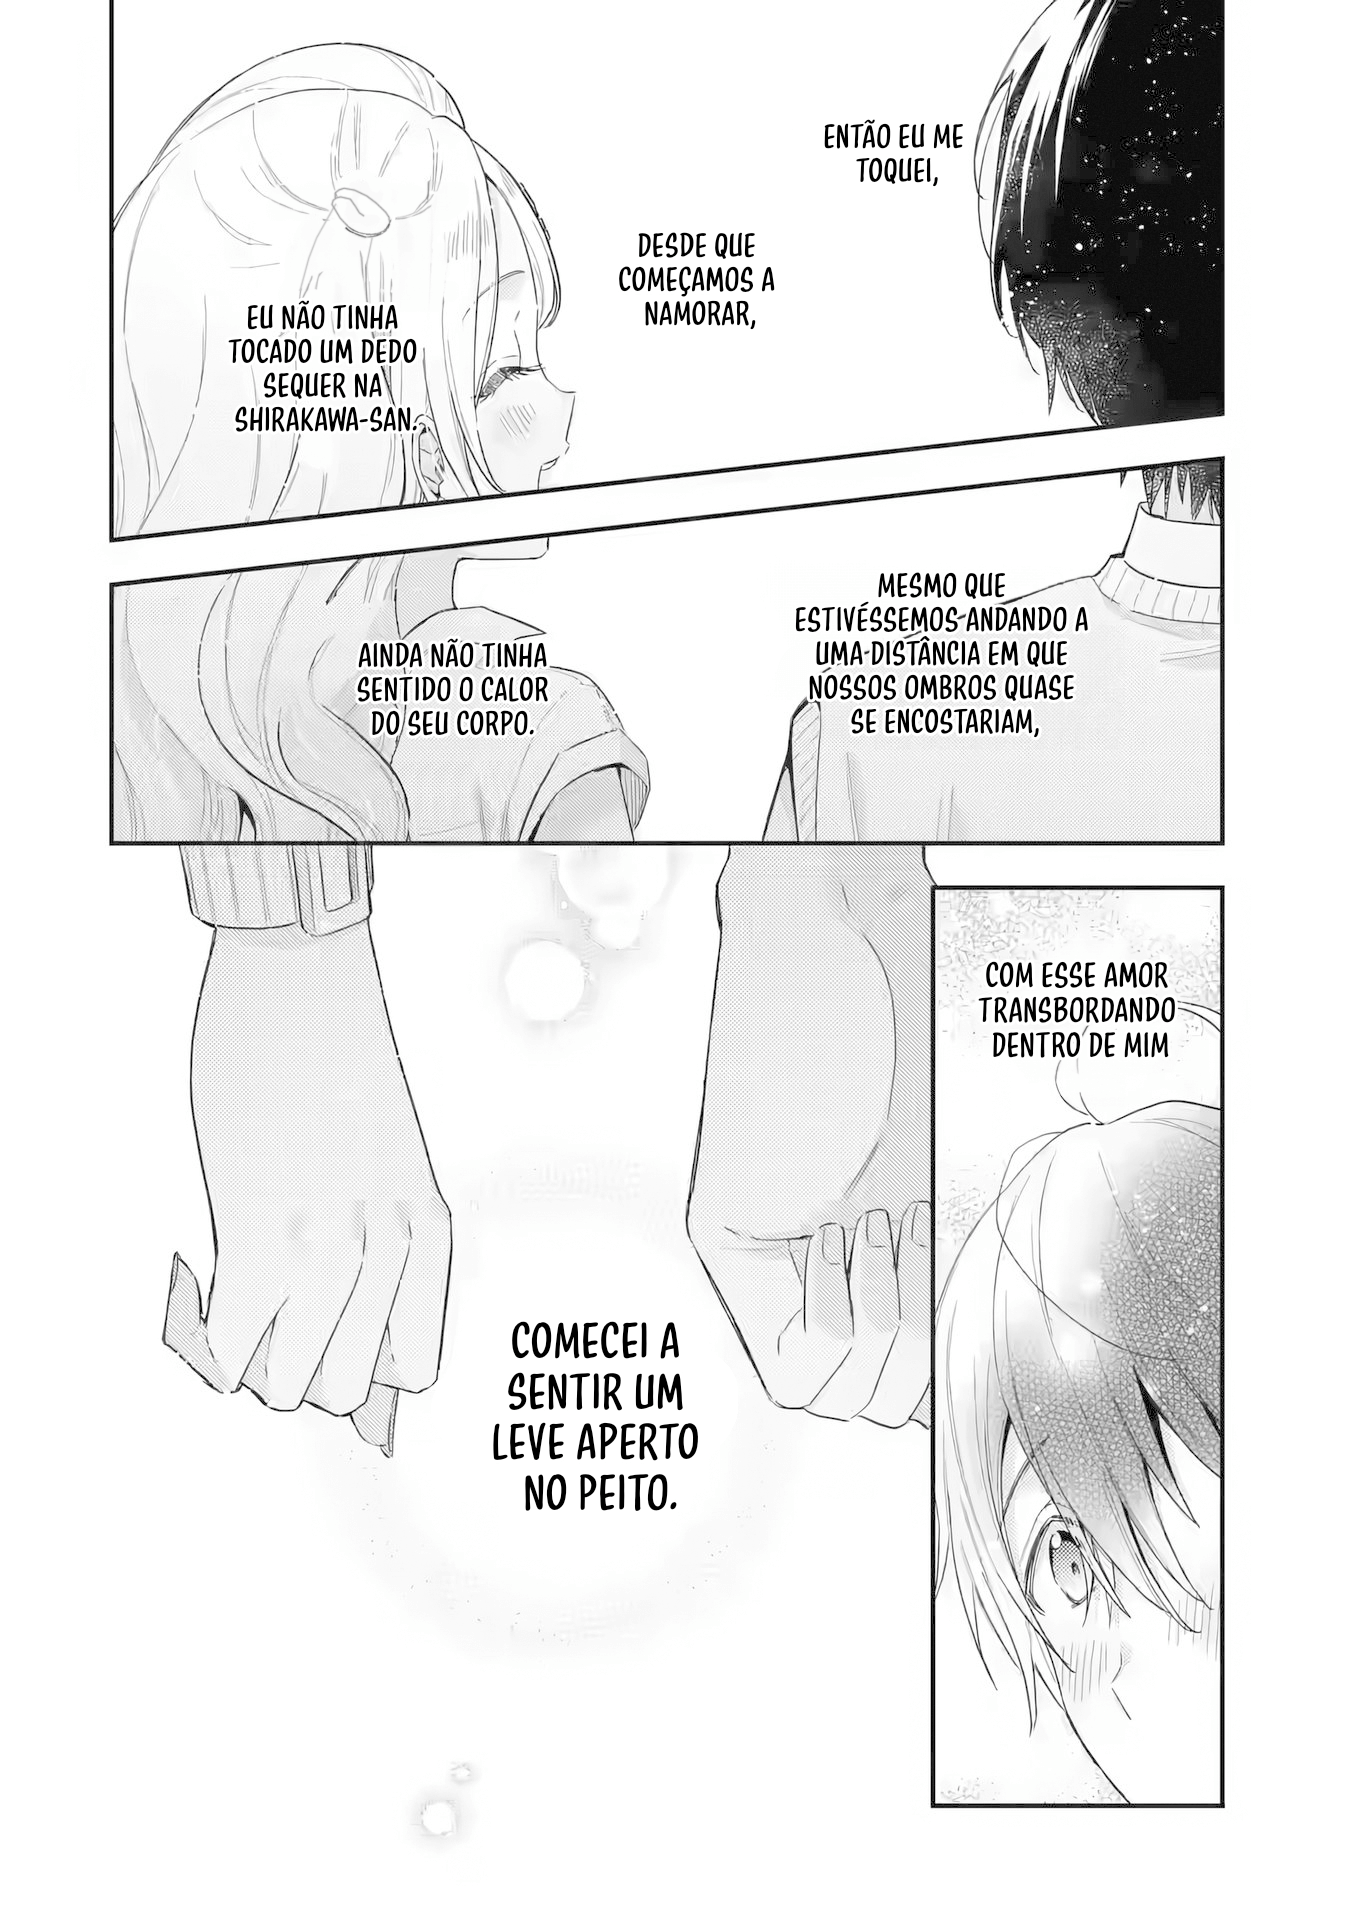 ENTÃO EU ME
TOQUEI,
DESDE QUE
COMEÇAMOS A
NAMORAR,
EU NÃO TINHA
TOCADO UM DEDO
SEQUER NA
SHIRAKAWA-SAN.
MESMO QUE
ESTIVÉSSEMOS ANDANDO A
UMA DISTÂNCIA EM QUE
NOSSOS OMBROS QUASE
SE ENCOSTARIAM,
AINDA NÃO TINHA
SENTIDO O CALOR
DO SEU CORPO.
COM ESSE AMOR
TRANSBORDANDO
DENTRO DE MIM
COMECEI A
SENTIR UM
LEVE APERTO
NO PEITO.